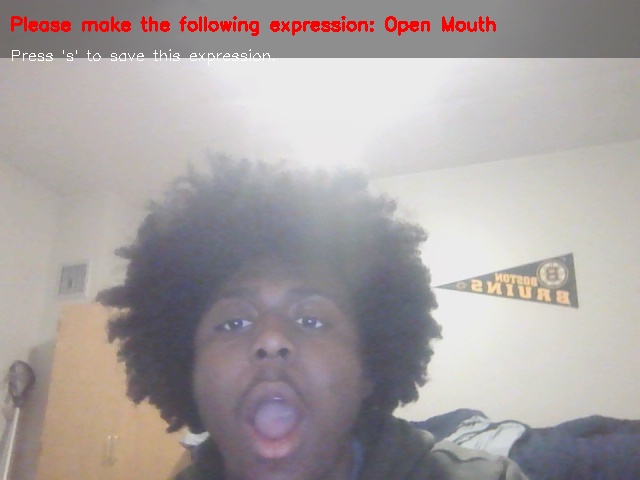 Please make the following expression: Open Mouth
Press 's' to save this expression.
BOSTON
BRUINS
B